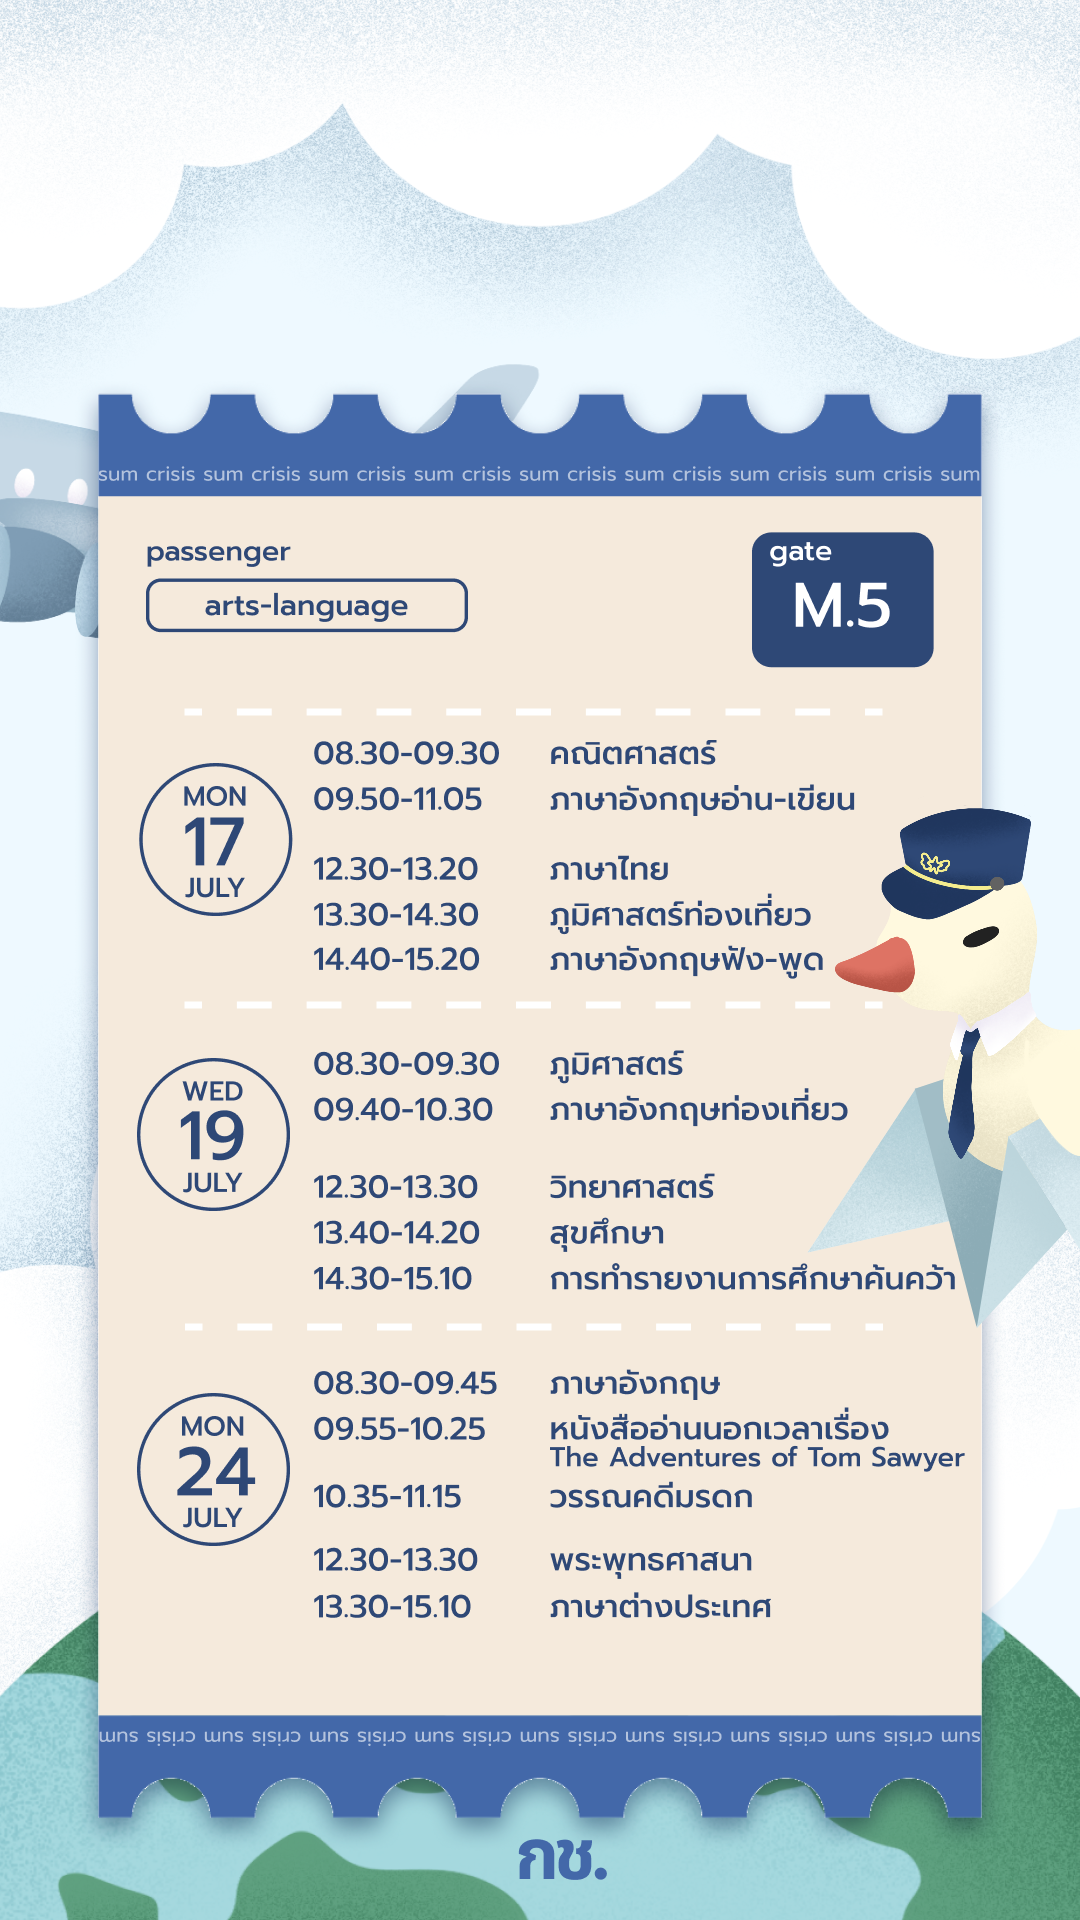 sum crisis sum crisis sum crisis sum crisis sum crisis sum crisis sum crisis sum crisis sum
passenger
arts-language
gate
M.5
MON
17
JULY
08.30-09.30 คณิตศาสตร์
09.50-11.05 ภาษาอังกฤษอ่าน-เขียน
12.30-13.20 ภาษาไทย
13.30-14.30 ภูมิศาสตร์ท่องเที่ยว
14.40-15.20 ภาษาอังกฤษฟัง-พูด
WED
19
JULY
08.30-09.30 ภูมิศาสตร์
09.40-10.30 ภาษาอังกฤษท่องเที่ยว
12.30-13.30 วิทยาศาสตร์
13.40-14.20 สุขศึกษา
14.30-15.10 การทำรายงานการศึกษาค้นคว้า
MON
24
JULY
08.30-09.45 ภาษาอังกฤษ
09.55-10.25 หนังสืออ่านนอกเวลาเรื่อง
The Adventures of Tom Sawyer
10.35-11.15 วรรณคดีมรดก
12.30-13.30 พระพุทธศาสนา
13.30-15.10 ภาษาต่างประเทศ
sum crisis sum crisis sum crisis sum crisis sum crisis sum crisis sum crisis sum crisis sum
กช.